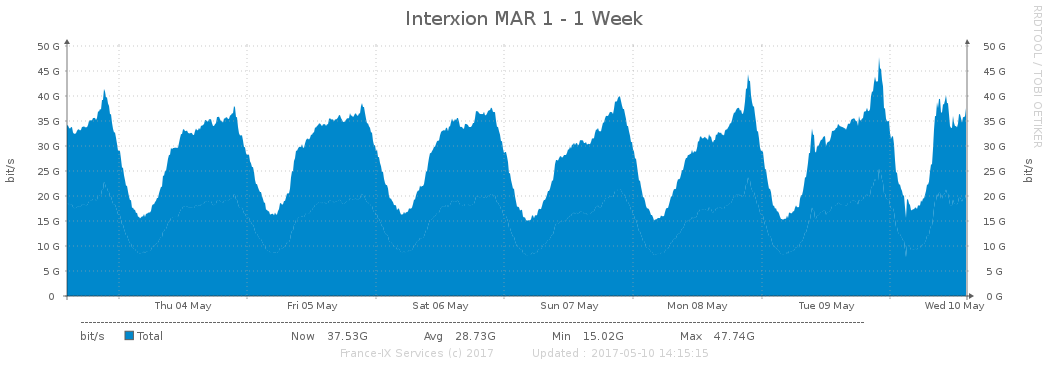 Interxion MAR 1 - 1 Week
RRDTOOL / TOBI OETIKER
50 G 50 G
45 G 45 G
40 G 40 G
35 G 35 G
30 G 30 G
25 G 25 G
20 G 20 G
15 G 15 G
10 G 10 G
5 G 5 G
0 0 G
bit/s bit/s
Thu 04 May Fri 05 May Sat 06 May Sun 07 May Mon 08 May Tue 09 May Wed 10 May
bit/s Total Now 37.53G Avg 28.73G Min 15.02G Max 47.74G
France-IX Services (c) 2017 Updated : 2017-05-10 14:15:15